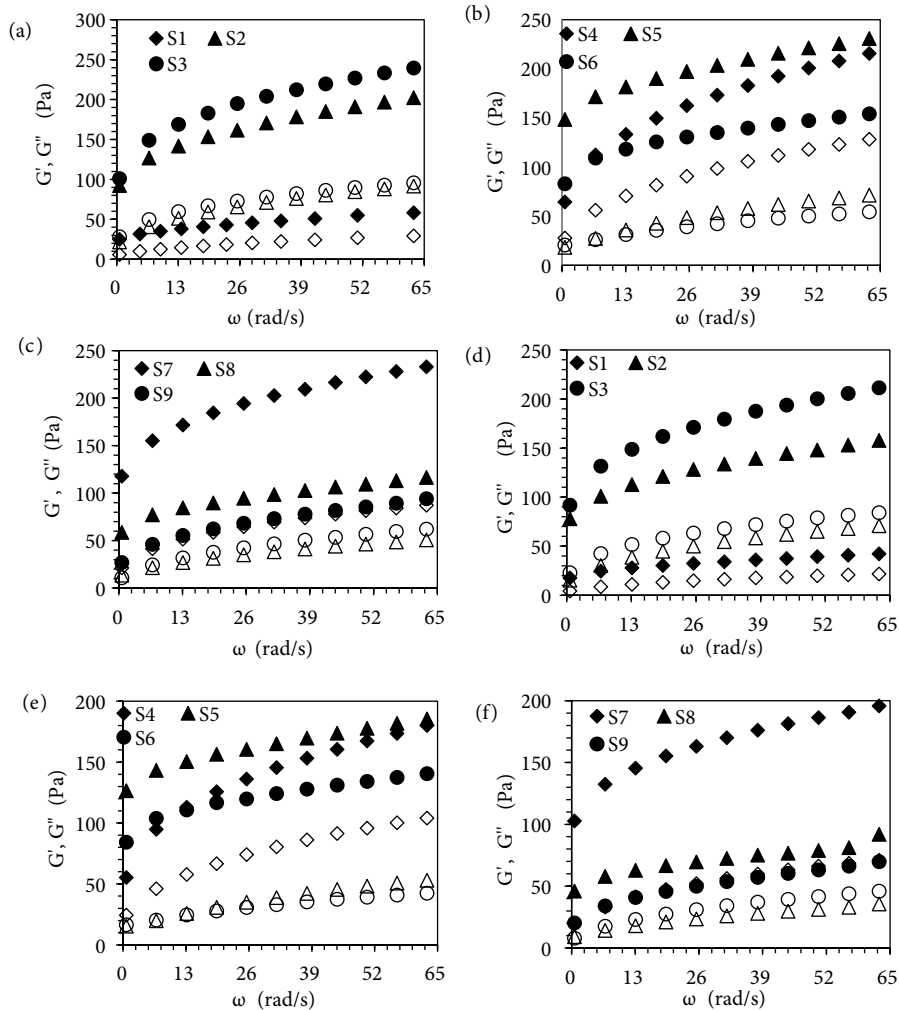 (a)
S1 S2
S3
300
250
200
150
100
50
0
G', G'' (Pa)
0 13 26 39 52 65
ω (rad/s)
(b)
S4 S5
S6
250
200
150
100
50
0
G', G'' (Pa)
0 13 26 39 52 65
ω (rad/s)
(c)
S7 S8
S9
250
200
150
100
50
0
G', G'' (Pa)
0 13 26 39 52 65
ω (rad/s)
(d)
S1 S2
S3
250
200
150
100
50
0
G', G'' (Pa)
0 13 26 39 52 65
ω (rad/s)
(e)
S4 S5
S6
200
150
100
50
0
G', G'' (Pa)
0 13 26 39 52 65
ω (rad/s)
(f)
S7 S8
S9
200
150
100
50
0
G', G'' (Pa)
0 13 26 39 52 65
ω (rad/s)